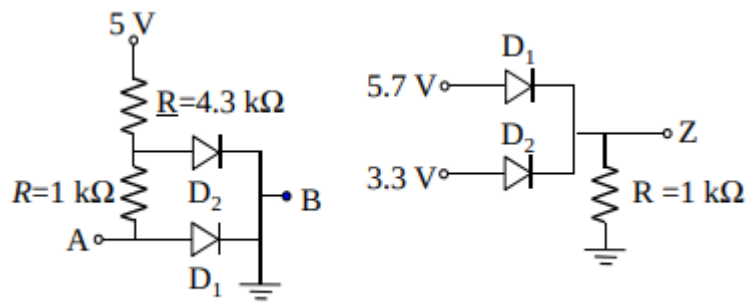 5 V
R=4.3 kΩ
R=1 kΩ
D₂
B
A
D₁
D₁
5.7 V
D₂
Z
3.3 V
R =1 kΩ